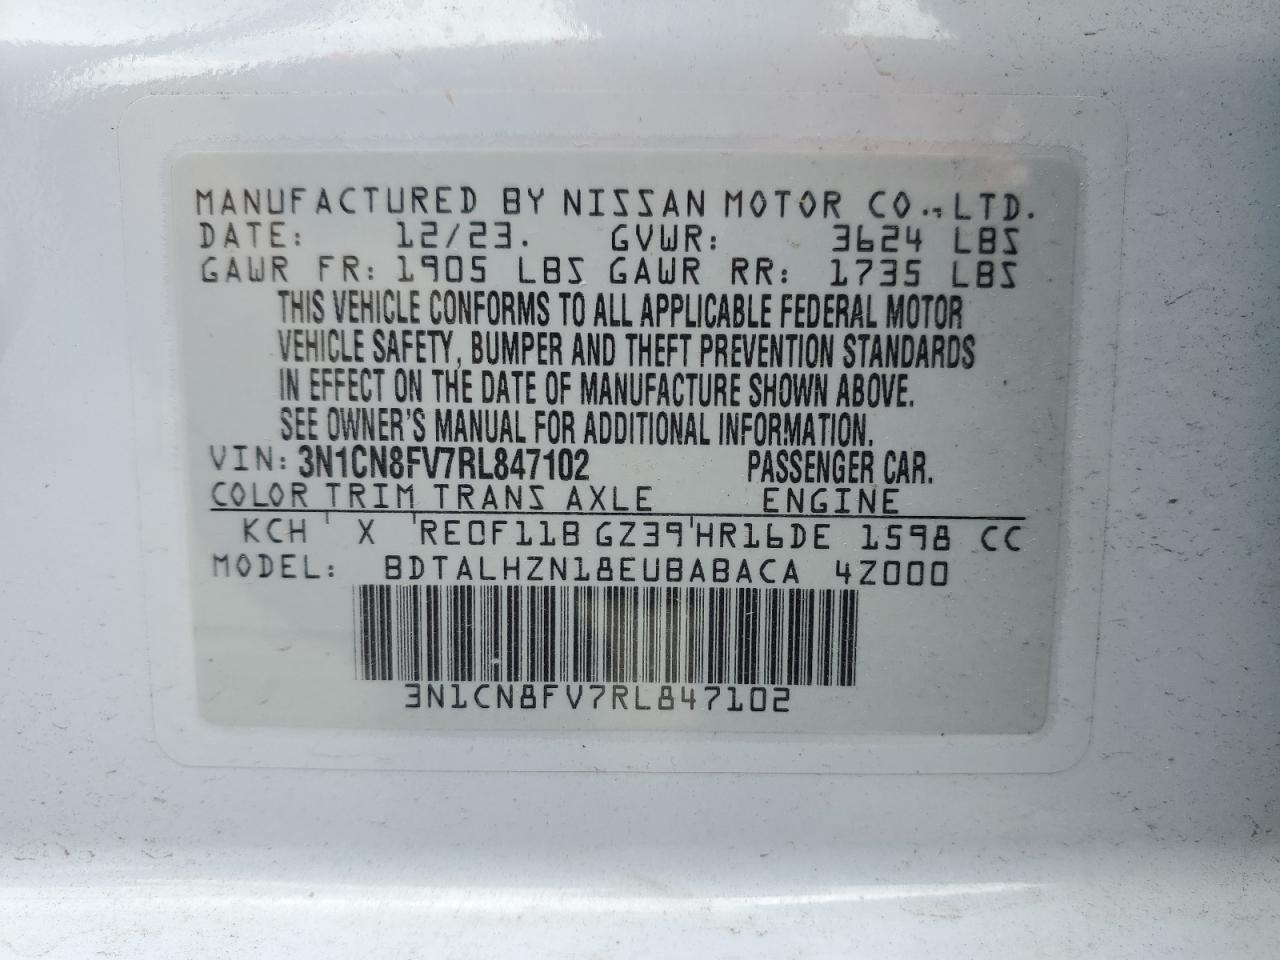 MANUFACTURED BY NISSAN MOTOR CO., LTD.
DATE: 12/23. GVWR: 3624 LBS
GAWR FR: 1905 LBS GAWR RR: 1735 LBS
THIS VEHICLE CONFORMS TO ALL APPLICABLE FEDERAL MOTOR
VEHICLE SAFETY, BUMPER AND THEFT PREVENTION STANDARDS
IN EFFECT ON THE DATE OF MANUFACTURE SHOWN ABOVE.
SEE OWNER'S MANUAL FOR ADDITIONAL INFORMATION.
VIN: 3N1CN8FV7RL847102 PASSENGER CAR.
COLOR TRIM TRANS AXLE ENGINE
KCH X RE0F11B GZ39 HR16DE 1598 CC
MODEL: BDTALHZN18EUBABACA 4Z000
3N1CN8FV7RL847102